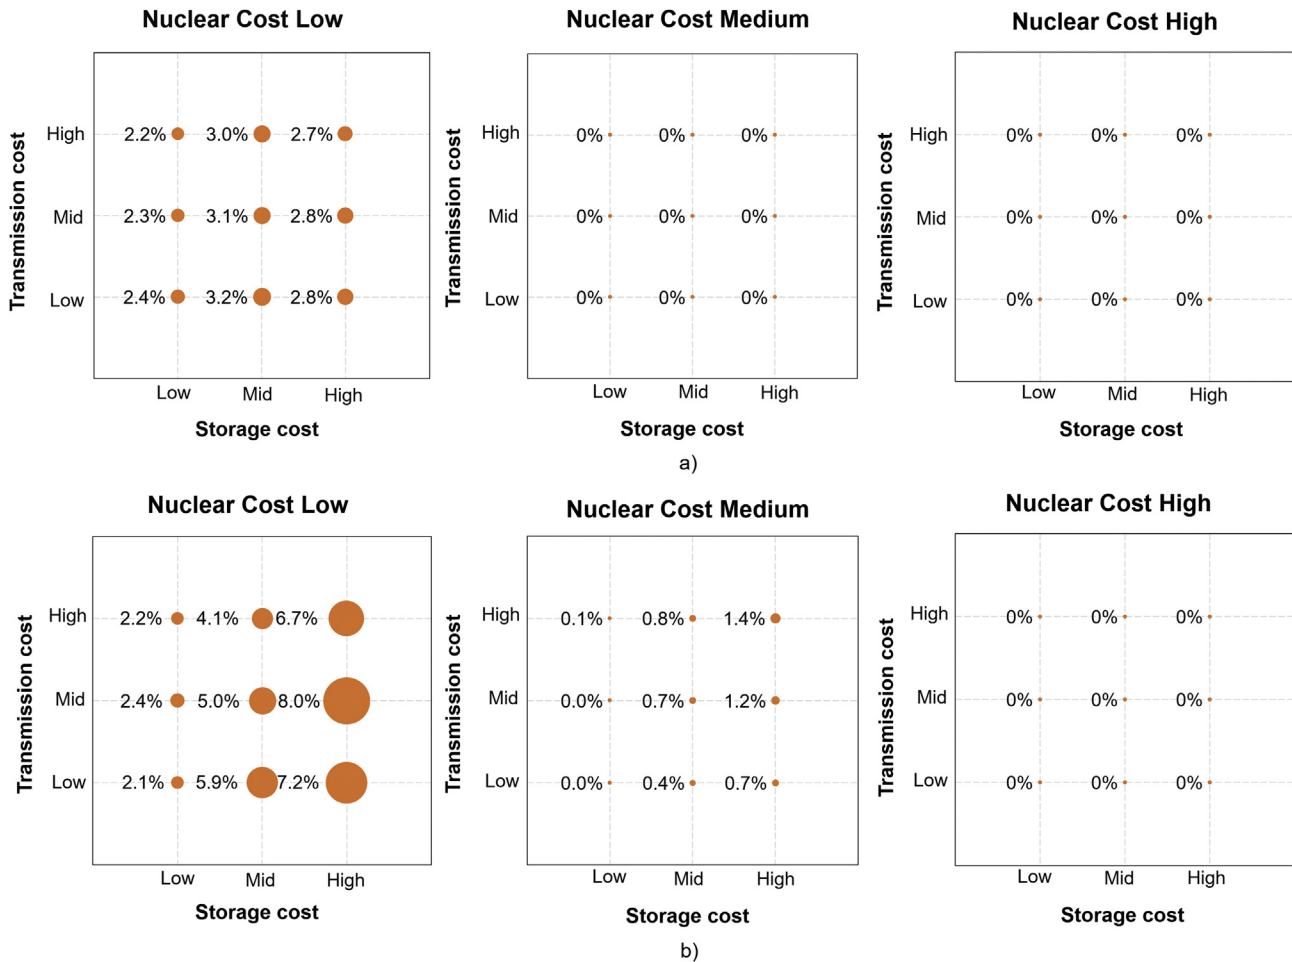 Nuclear Cost Low
Transmission cost
High
2.2% 3.0% 2.7%
Mid
2.3% 3.1% 2.8%
Low
2.4% 3.2% 2.8%
Low Mid High
Storage cost
Nuclear Cost Medium
Transmission cost
High
0% 0% 0%
Mid
0% 0% 0%
Low
0% 0% 0%
Low Mid High
Storage cost
Nuclear Cost High
Transmission cost
High
0% 0% 0%
Mid
0% 0% 0%
Low
0% 0% 0%
Low Mid High
Storage cost
a)
Nuclear Cost Low
Transmission cost
High
2.2% 4.1% 6.7%
Mid
2.4% 5.0% 8.0%
Low
2.1% 5.9% 7.2%
Low Mid High
Storage cost
Nuclear Cost Medium
Transmission cost
High
0.1% 0.8% 1.4%
Mid
0.0% 0.7% 1.2%
Low
0.0% 0.4% 0.7%
Low Mid High
Storage cost
Nuclear Cost High
Transmission cost
High
0% 0% 0%
Mid
0% 0% 0%
Low
0% 0% 0%
Low Mid High
Storage cost
b)